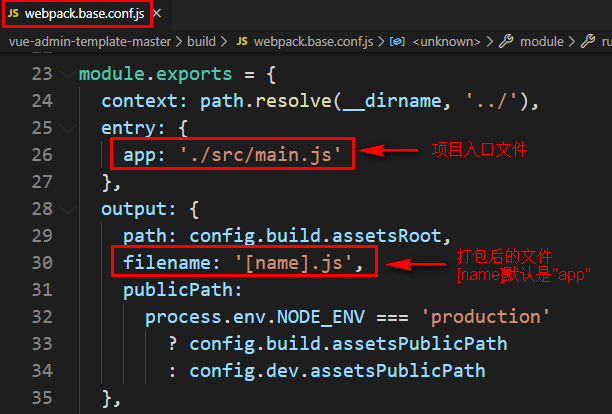 JS webpack.base.conf.js ×
vue-admin-template-master > build > JS webpack.base.conf.js > <unknown> > module > ru
23 module.exports = {
24 context: path.resolve(__dirname, '../'),
25 entry: {
26 app: './src/main.js' 项目入口文件
27 },
28 output: {
29 path: config.build.assetsRoot,
30 filename: '[name].js', 打包后的文件
[name]默认是"app"
31 publicPath:
32 process.env.NODE_ENV === 'production'
33 ? config.build.assetsPublicPath
34 : config.dev.assetsPublicPath
35 },